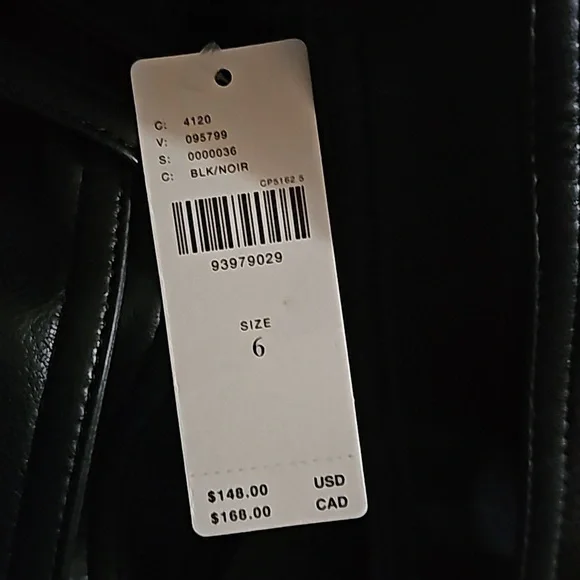 C: 4120
V: 095799
S: 0000036
C: BLK/NOIR
CP5162 5
93979029
SIZE
6
$148.00 USD
$168.00 CAD